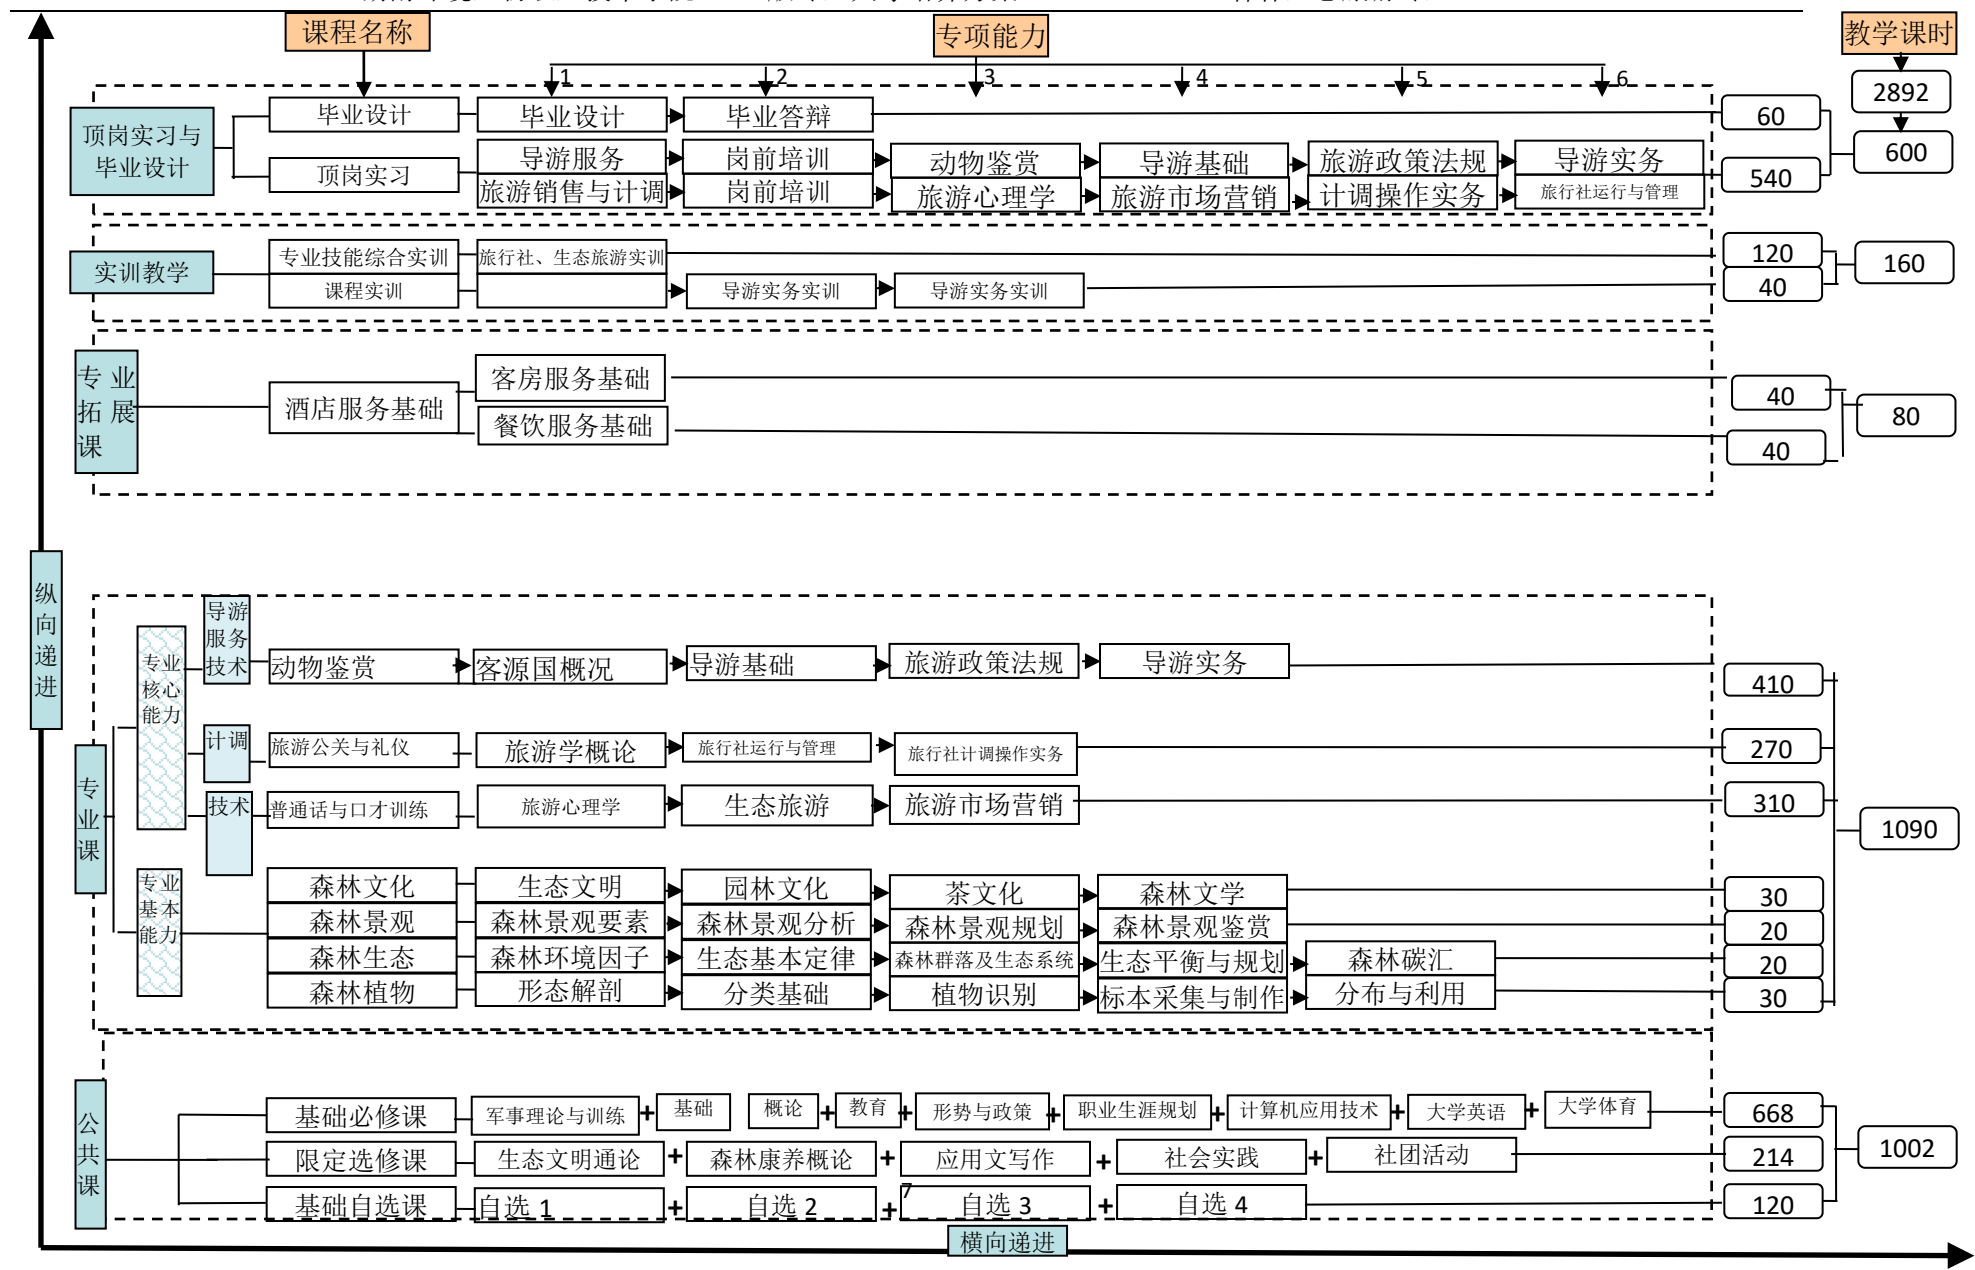 课程名称
专项能力
教学课时
1
2
3
4
5
6
2892
顶岗实习与
毕业设计
毕业设计
毕业设计
毕业答辩
60
600
顶岗实习
导游服务
岗前培训
动物鉴赏
导游基础
旅游政策法规
导游实务
旅游销售与计调
岗前培训
旅游心理学
旅游市场营销
计调操作实务
旅行社运行与管理
540
实训教学
专业技能综合实训
旅行社、生态旅游实训
120
160
课程实训
导游实务实训
导游实务实训
40
专 业
拓 展
课
酒店服务基础
客房服务基础
40
80
餐饮服务基础
40
纵
向
递
进
专
业
课
专业
核心
能力
导游
服务
技术
动物鉴赏
客源国概况
导游基础
旅游政策法规
导游实务
410
计调
旅游公关与礼仪
旅游学概论
旅行社运行与管理
旅行社计调操作实务
270
技术
普通话与口才训练
旅游心理学
生态旅游
旅游市场营销
310
1090
专业
基本
能力
森林文化
生态文明
园林文化
茶文化
森林文学
30
森林景观
森林景观要素
森林景观分析
森林景观规划
森林景观鉴赏
20
森林生态
森林环境因子
生态基本定律
森林群落及生态系统
生态平衡与规划
森林碳汇
20
森林植物
形态解剖
分类基础
植物识别
标本采集与制作
分布与利用
30
公
共
课
基础必修课
军事理论与训练
+
基础
概论
+
教育
+
形势与政策
+
职业生涯规划
+
计算机应用技术
+
大学英语
+
大学体育
668
1002
限定选修课
生态文明通论
+
森林康养概论
+
应用文写作
+
社会实践
+
社团活动
214
基础自选课
自选 1
+
自选 2
+
7
自选 3
+
自选 4
120
横向递进